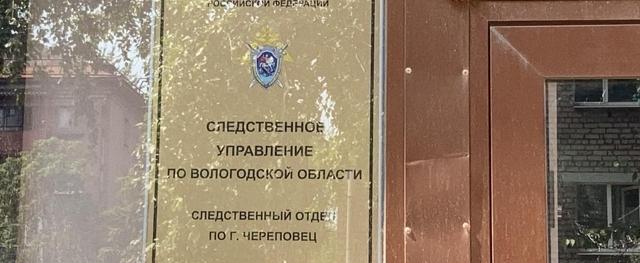 РОССИЙСКОЙ ФЕДЕРАЦИИ
СЛЕДСТВЕННОЕ
УПРАВЛЕНИЕ
ПО ВОЛОГОДСКОЙ ОБЛАСТИ
СЛЕДСТВЕННЫЙ ОТДЕЛ
ПО Г. ЧЕРЕПОВЕЦ